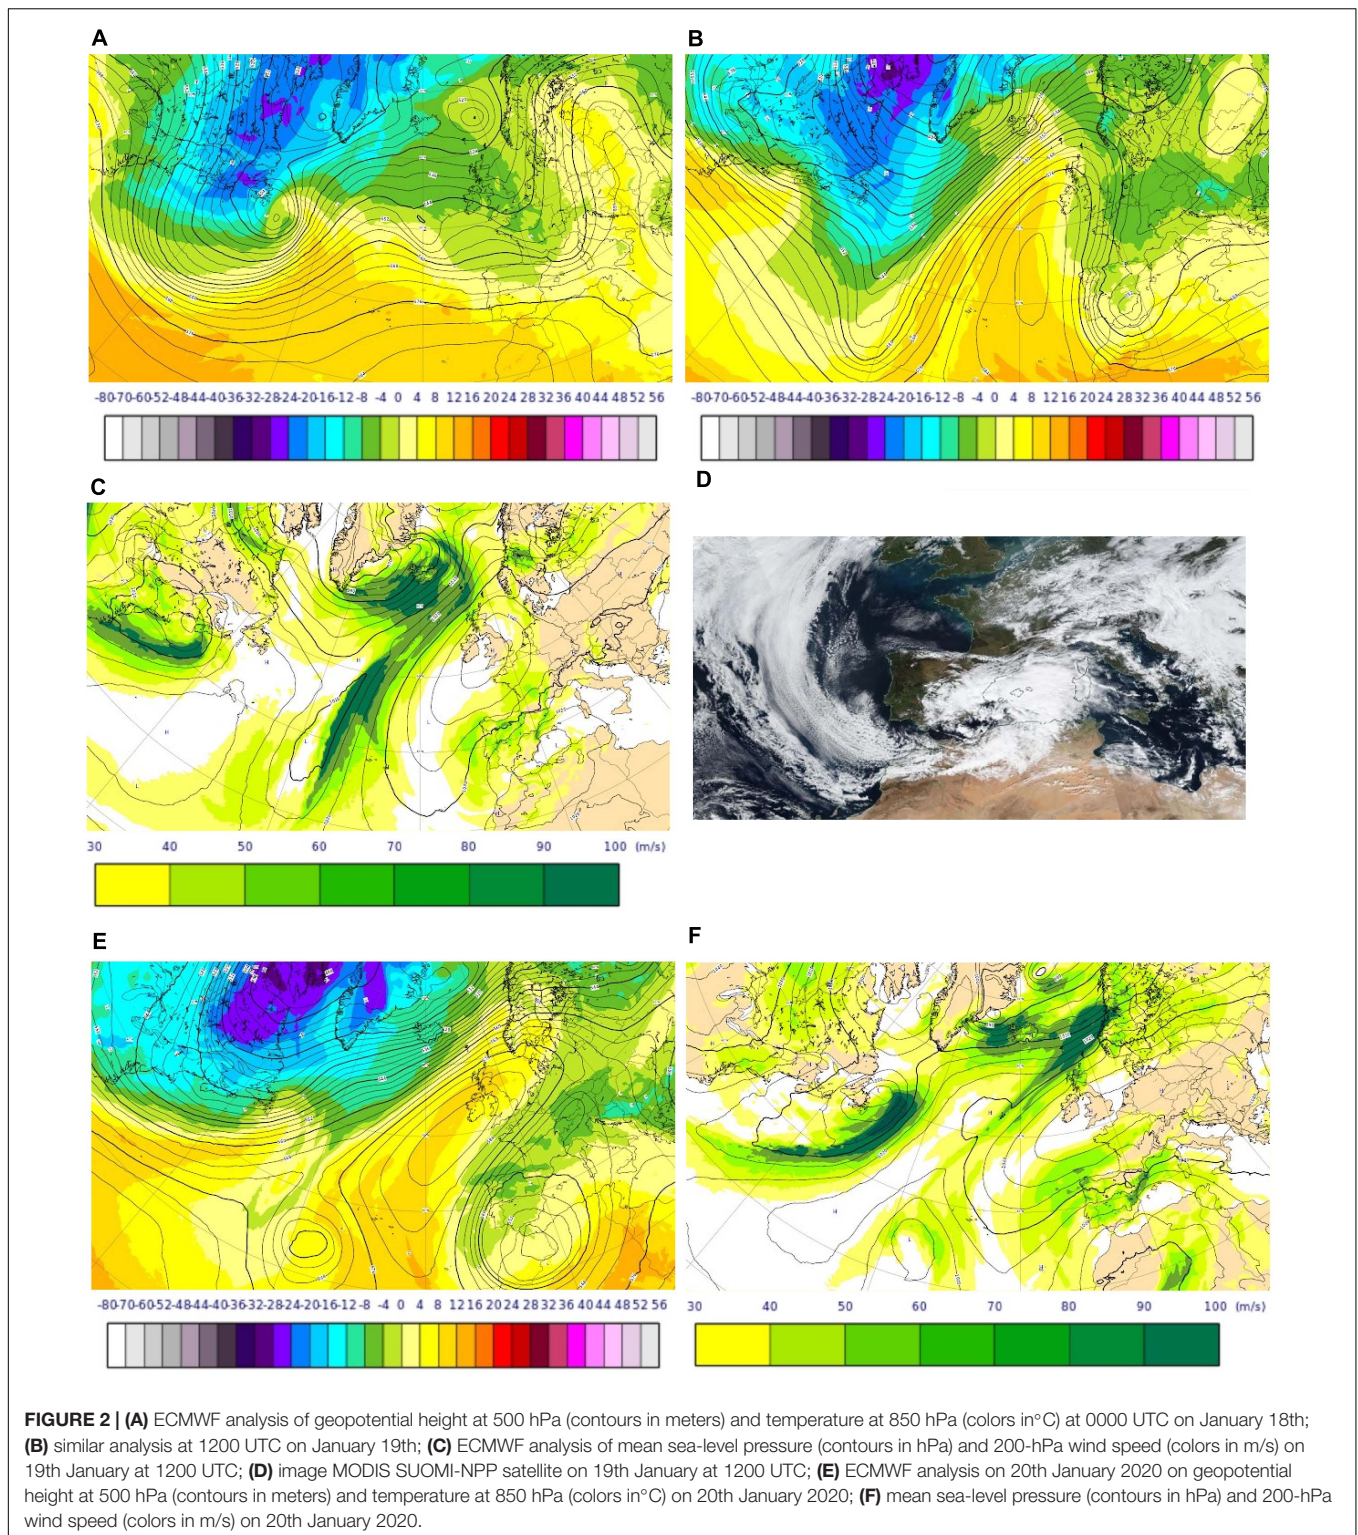 A
B
-80-70-60-52-48-44-40-36-32-28-24-20-16-12 -8 -4 0 4 8 12 16 20 24 28 32 36 40 44 48 52 56
-80-70-60-52-48-44-40-36-32-28-24-20-16-12 -8 -4 0 4 8 12 16 20 24 28 32 36 40 44 48 52 56
C
D
30 40 50 60 70 80 90 100 (m/s)
E
F
-80-70-60-52-48-44-40-36-32-28-24-20-16-12 -8 -4 0 4 8 12 16 20 24 28 32 36 40 44 48 52 56
30 40 50 60 70 80 90 100 (m/s)
FIGURE 2 | (A) ECMWF analysis of geopotential height at 500 hPa (contours in meters) and temperature at 850 hPa (colors in°C) at 0000 UTC on January 18th;
(B) similar analysis at 1200 UTC on January 19th; (C) ECMWF analysis of mean sea-level pressure (contours in hPa) and 200-hPa wind speed (colors in m/s) on
19th January at 1200 UTC; (D) image MODIS SUOMI-NPP satellite on 19th January at 1200 UTC; (E) ECMWF analysis on 20th January 2020 on geopotential
height at 500 hPa (contours in meters) and temperature at 850 hPa (colors in°C) on 20th January 2020; (F) mean sea-level pressure (contours in hPa) and 200-hPa
wind speed (colors in m/s) on 20th January 2020.